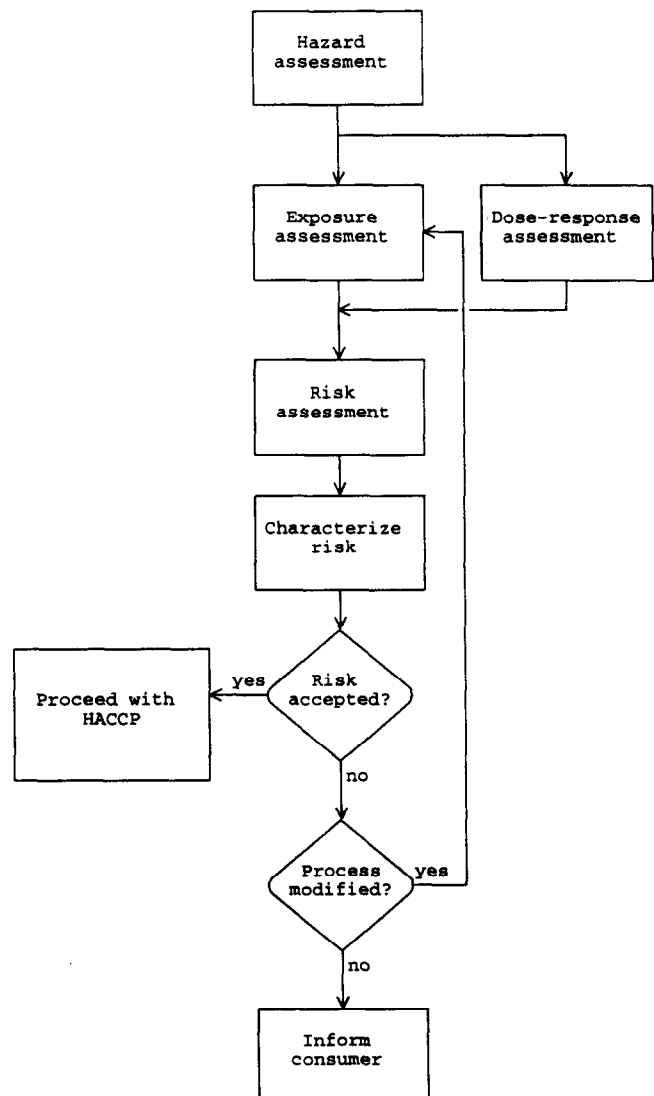 Hazard
assessment
Exposure
assessment
Dose-response
assessment
Risk
assessment
Characterize
risk
Risk
accepted?
yes
Proceed with
HACCP
no
Process
modified?
yes
no
Inform
consumer